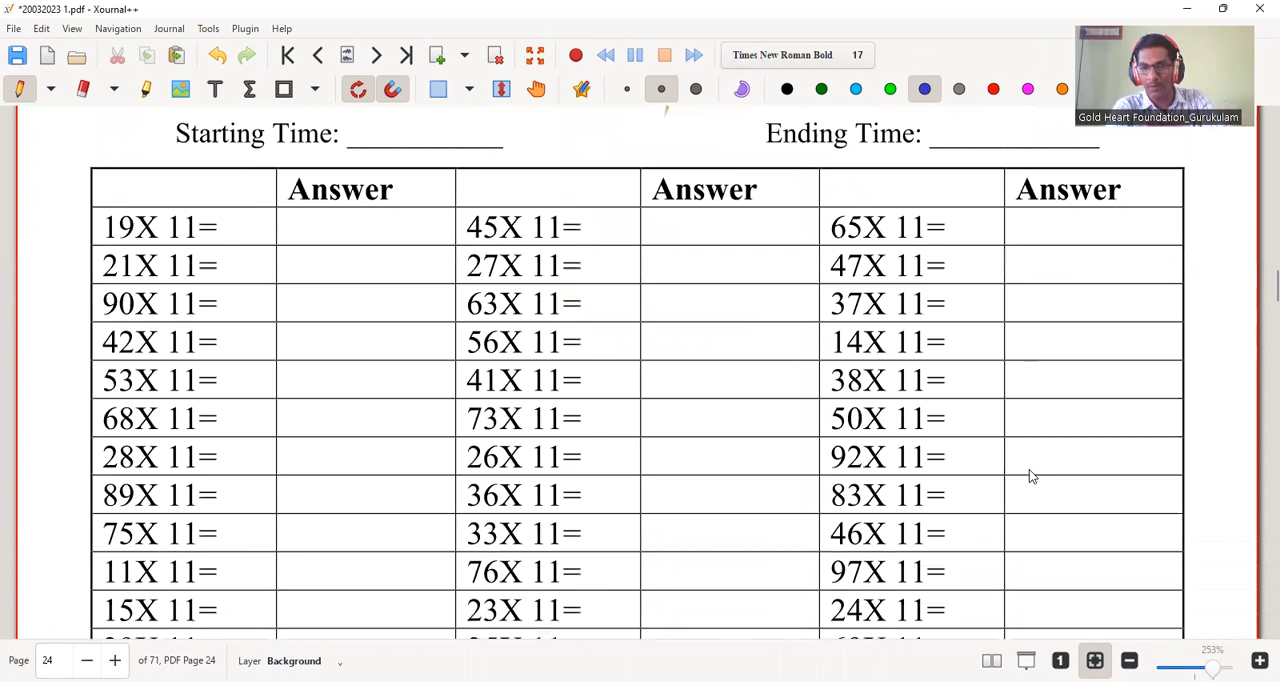 *20032023 1.pdf - Xournal++
File Edit View Navigation Journal Tools Plugin Help
Times New Roman Bold 17
Gold Heart Foundation_Gurukulam
Starting Time: ___________ Ending Time: ____________
Answer Answer Answer
19X 11= 45X 11= 65X 11=
21X 11= 27X 11= 47X 11=
90X 11= 63X 11= 37X 11=
42X 11= 56X 11= 14X 11=
53X 11= 41X 11= 38X 11=
68X 11= 73X 11= 50X 11=
28X 11= 26X 11= 92X 11=
89X 11= 36X 11= 83X 11=
75X 11= 33X 11= 46X 11=
11X 11= 76X 11= 97X 11=
15X 11= 23X 11= 24X 11=
Page 24 of 71, PDF Page 24 Layer Background 1 253%